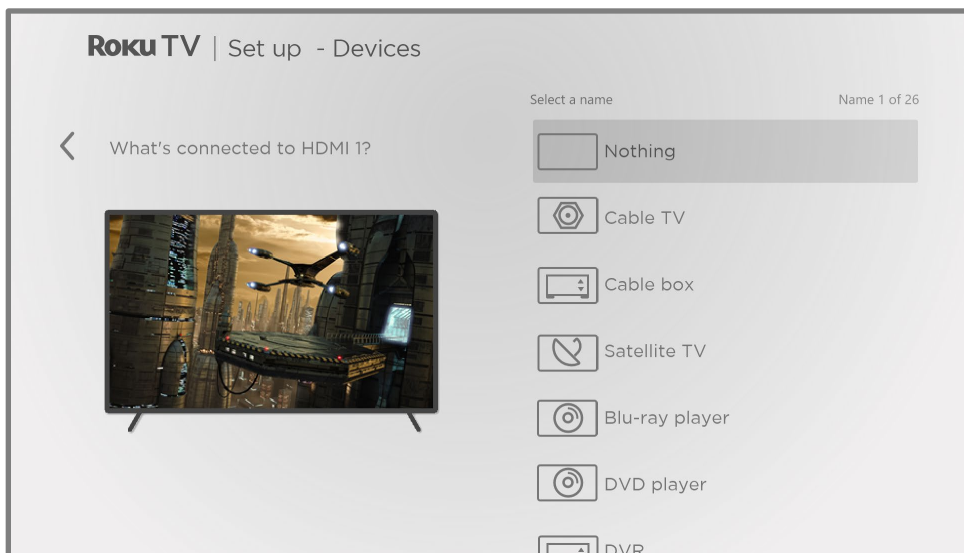 Roku TV | Set up - Devices
Select a name
Name 1 of 26
What's connected to HDMI 1?
Nothing
Cable TV
Cable box
Satellite TV
Blu-ray player
DVD player
DVR